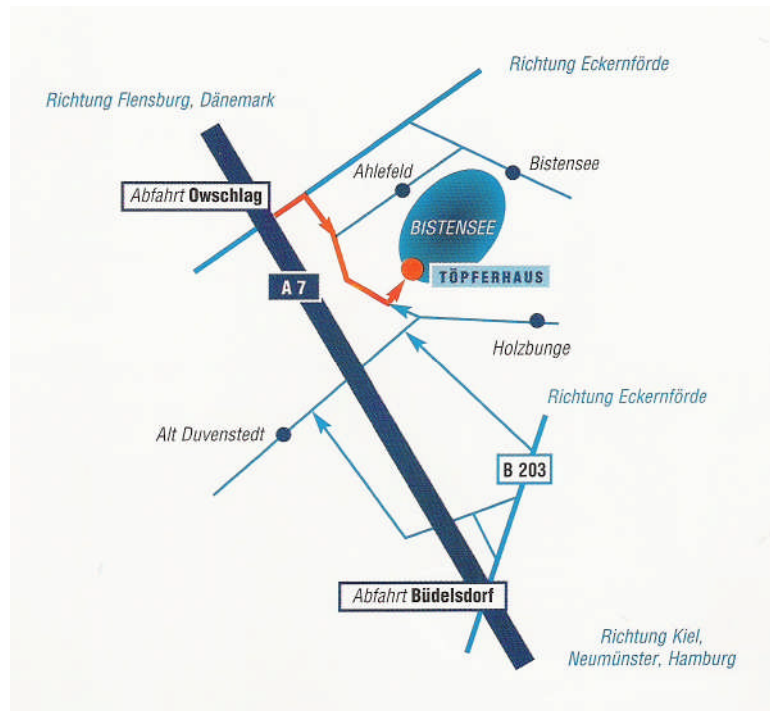 Richtung Eckernförde
Richtung Flensburg, Dänemark
Ahlefeld
Bistensee
Abfahrt Owschlag
BISTENSEE
TÖPFERHAUS
A 7
Holzbunge
Richtung Eckernförde
Alt Duvenstedt
B 203
Abfahrt Büdelsdorf
Richtung Kiel,
Neumünster, Hamburg